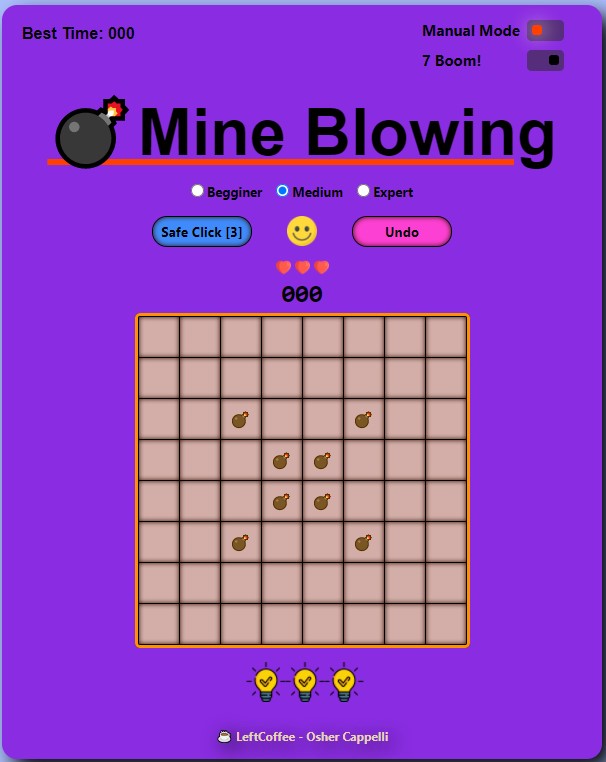 Best Time: 000
Manual Mode
7 Boom!
Mine Blowing
Begginer Medium Expert
Safe Click [3] Undo
000
LeftCoffee - Osher Cappelli